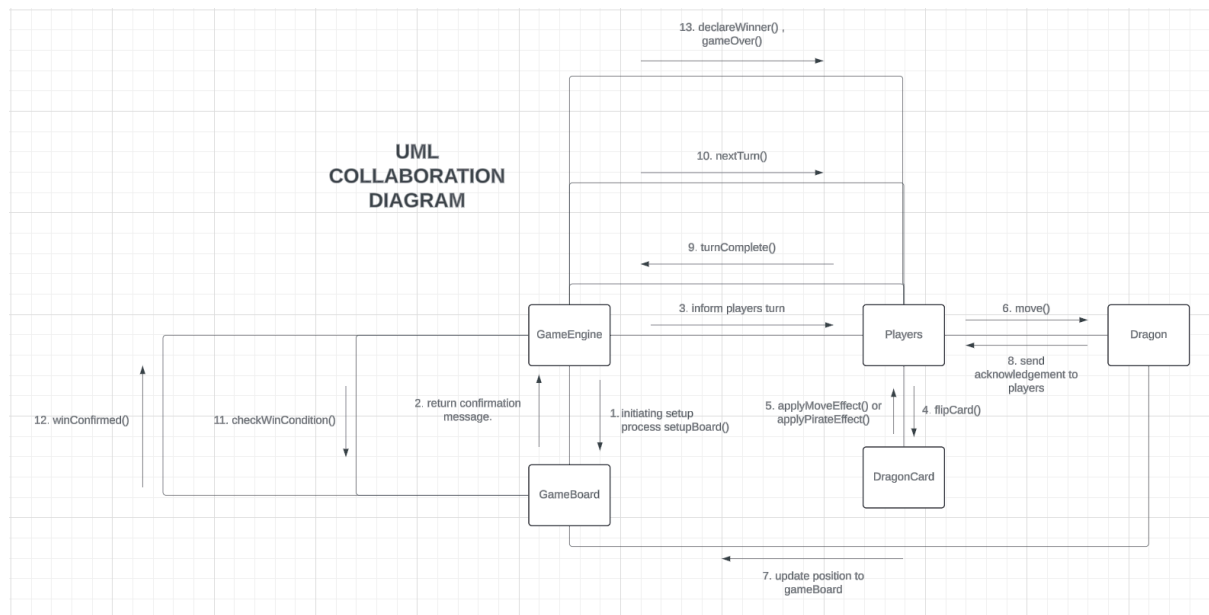 13. declareWinner() ,
gameOver()
UML
COLLABORATION
DIAGRAM
10. nextTurn()
9. turnComplete()
3. inform players turn
6. move()
GameEngine
Players
Dragon
8. send
acknowledgement to
players
12. winConfirmed()
11. checkWinCondition()
2. return confirmation
message.
1. initiating setup
process setupBoard()
5. applyMoveEffect() or
applyPirateEffect()
4 flipCard()
GameBoard
DragonCard
7. update position to
gameBoard